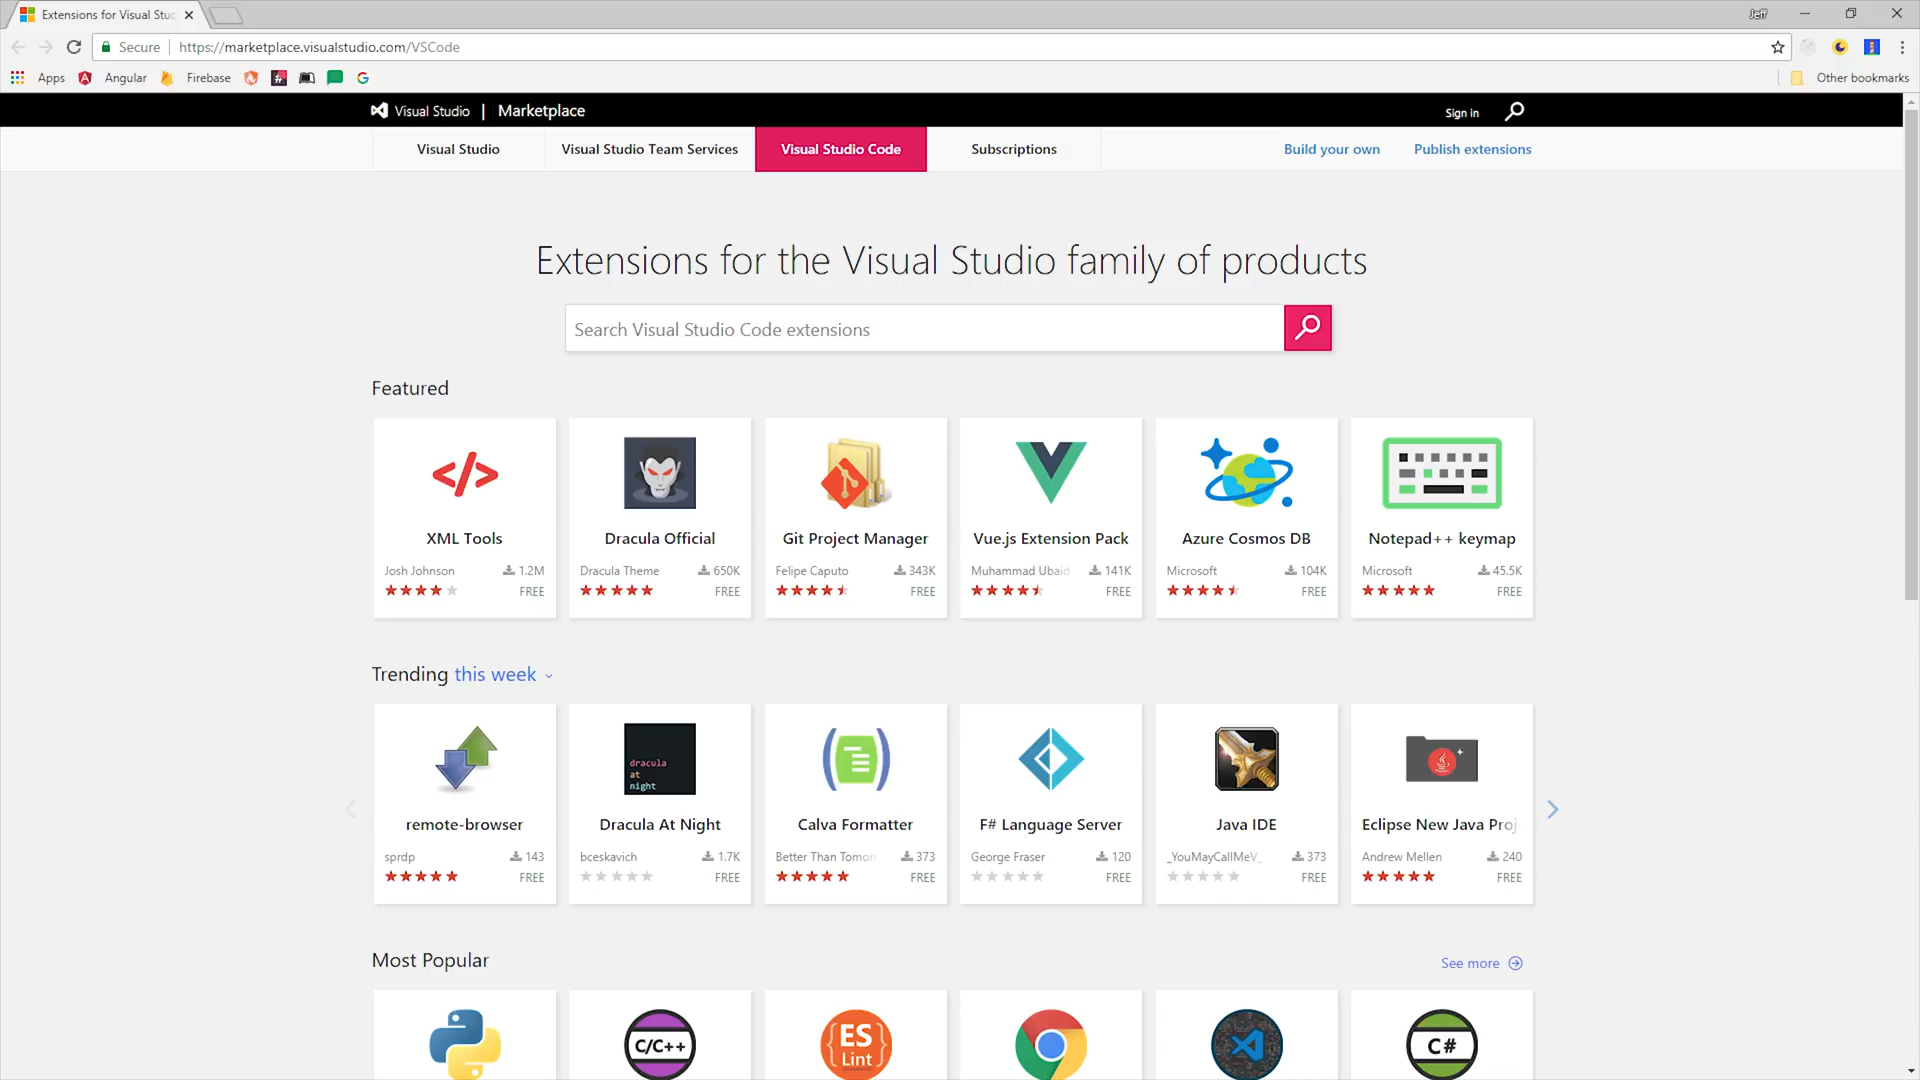 Extensions for Visual Stuc
Jeff
Secure
https://marketplace.visualstudio.com/VSCode
Apps
Angular
Firebase
Other bookmarks
Visual Studio | Marketplace
Sign in
Visual Studio
Visual Studio Team Services
Visual Studio Code
Subscriptions
Build your own
Publish extensions
Extensions for the Visual Studio family of products
Search Visual Studio Code extensions
Featured
XML Tools
Josh Johnson 1.2M
FREE
Dracula Official
Dracula Theme 650K
FREE
Git Project Manager
Felipe Caputo 343K
FREE
Vue.js Extension Pack
Muhammad Ubaid 141K
FREE
Azure Cosmos DB
Microsoft 104K
FREE
Notepad++ keymap
Microsoft 45.5K
FREE
Trending this week
remote-browser
sprdp 143
FREE
dracula
at
night
Dracula At Night
bceskavich 1.7K
FREE
Calva Formatter
Better Than Tomor 373
FREE
F# Language Server
George Fraser 120
FREE
Java IDE
_YouMayCallMeV_ 373
FREE
Eclipse New Java Proj
Andrew Mellen 240
FREE
Most Popular
See more
C/C++
ES
Lint
C#